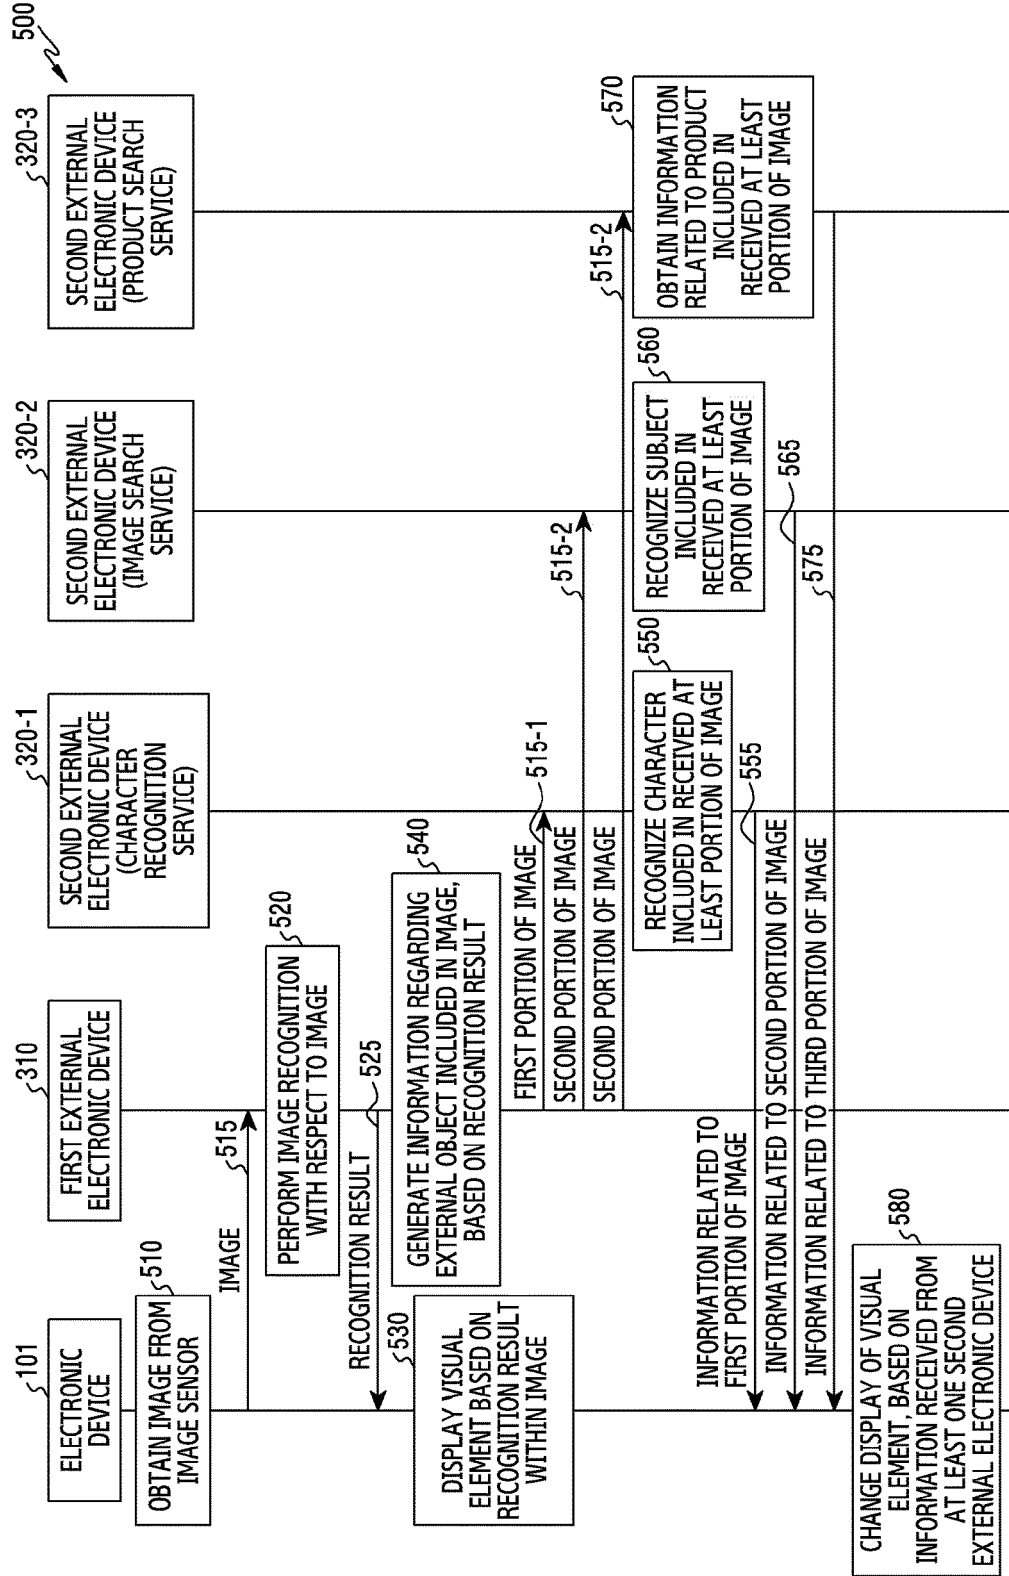 500
101
ELECTRONIC
DEVICE
310
FIRST EXTERNAL
ELECTRONIC DEVICE
320-1
SECOND EXTERNAL
ELECTRONIC DEVICE
(CHARACTER
RECOGNITION
SERVICE)
320-2
SECOND EXTERNAL
ELECTRONIC DEVICE
(IMAGE SEARCH
SERVICE)
320-3
SECOND EXTERNAL
ELECTRONIC DEVICE
(PRODUCT SEARCH
SERVICE)
510
OBTAIN IMAGE FROM
IMAGE SENSOR
IMAGE
515
520
PERFORM IMAGE RECOGNITION
WITH RESPECT TO IMAGE
RECOGNITION RESULT
525
530
DISPLAY VISUAL
ELEMENT BASED ON
RECOGNITION RESULT
WITHIN IMAGE
540
GENERATE INFORMATION REGARDING
EXTERNAL OBJECT INCLUDED IN IMAGE,
BASED ON RECOGNITION RESULT
FIRST PORTION OF IMAGE
515-1
SECOND PORTION OF IMAGE
515-2
SECOND PORTION OF IMAGE
515-2
550
RECOGNIZE CHARACTER
INCLUDED IN RECEIVED AT
LEAST PORTION OF IMAGE
560
RECOGNIZE SUBJECT
INCLUDED IN
RECEIVED AT LEAST
PORTION OF IMAGE
570
OBTAIN INFORMATION
RELATED TO PRODUCT
INCLUDED IN
RECEIVED AT LEAST
PORTION OF IMAGE
INFORMATION RELATED TO
FIRST PORTION OF IMAGE
555
INFORMATION RELATED TO SECOND PORTION OF IMAGE
565
INFORMATION RELATED TO THIRD PORTION OF IMAGE
575
580
CHANGE DISPLAY OF VISUAL
ELEMENT, BASED ON
INFORMATION RECEIVED FROM
AT LEAST ONE SECOND
EXTERNAL ELECTRONIC DEVICE